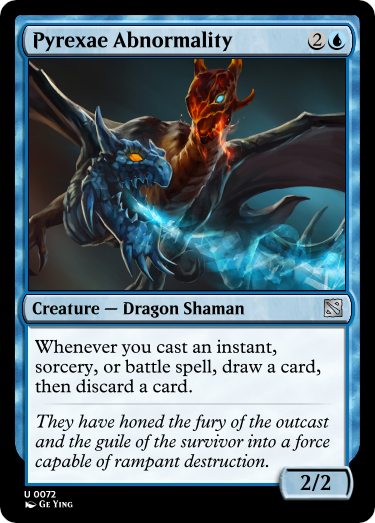 Pyrexae Abnormality 2
Creature — Dragon Shaman
Whenever you cast an instant,
sorcery, or battle spell, draw a card,
then discard a card.
They have honed the fury of the outcast
and the guile of the survivor into a force
capable of rampant destruction.
2/2
U 0072
Ge Ying